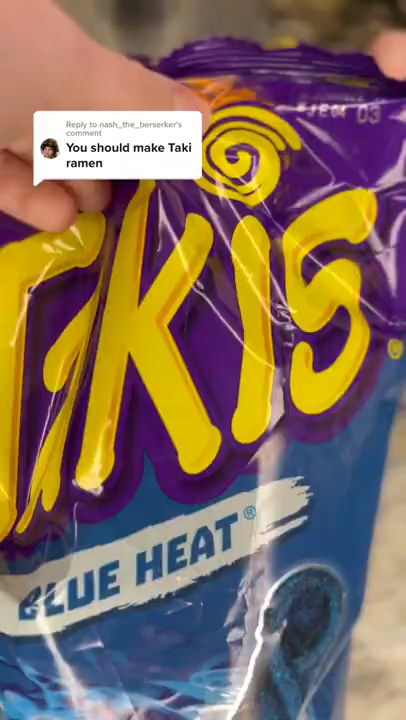 Reply to nash_the_berserker's
comment
You should make Taki
ramen
TAKIS
BLUE HEAT®